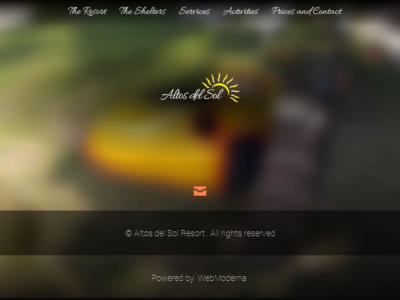 The Resort The Shelters Services Activities Prices and Contact
Altos del Sol
© Altos del Sol Resort . All rights reserved
Powered by WebModerna